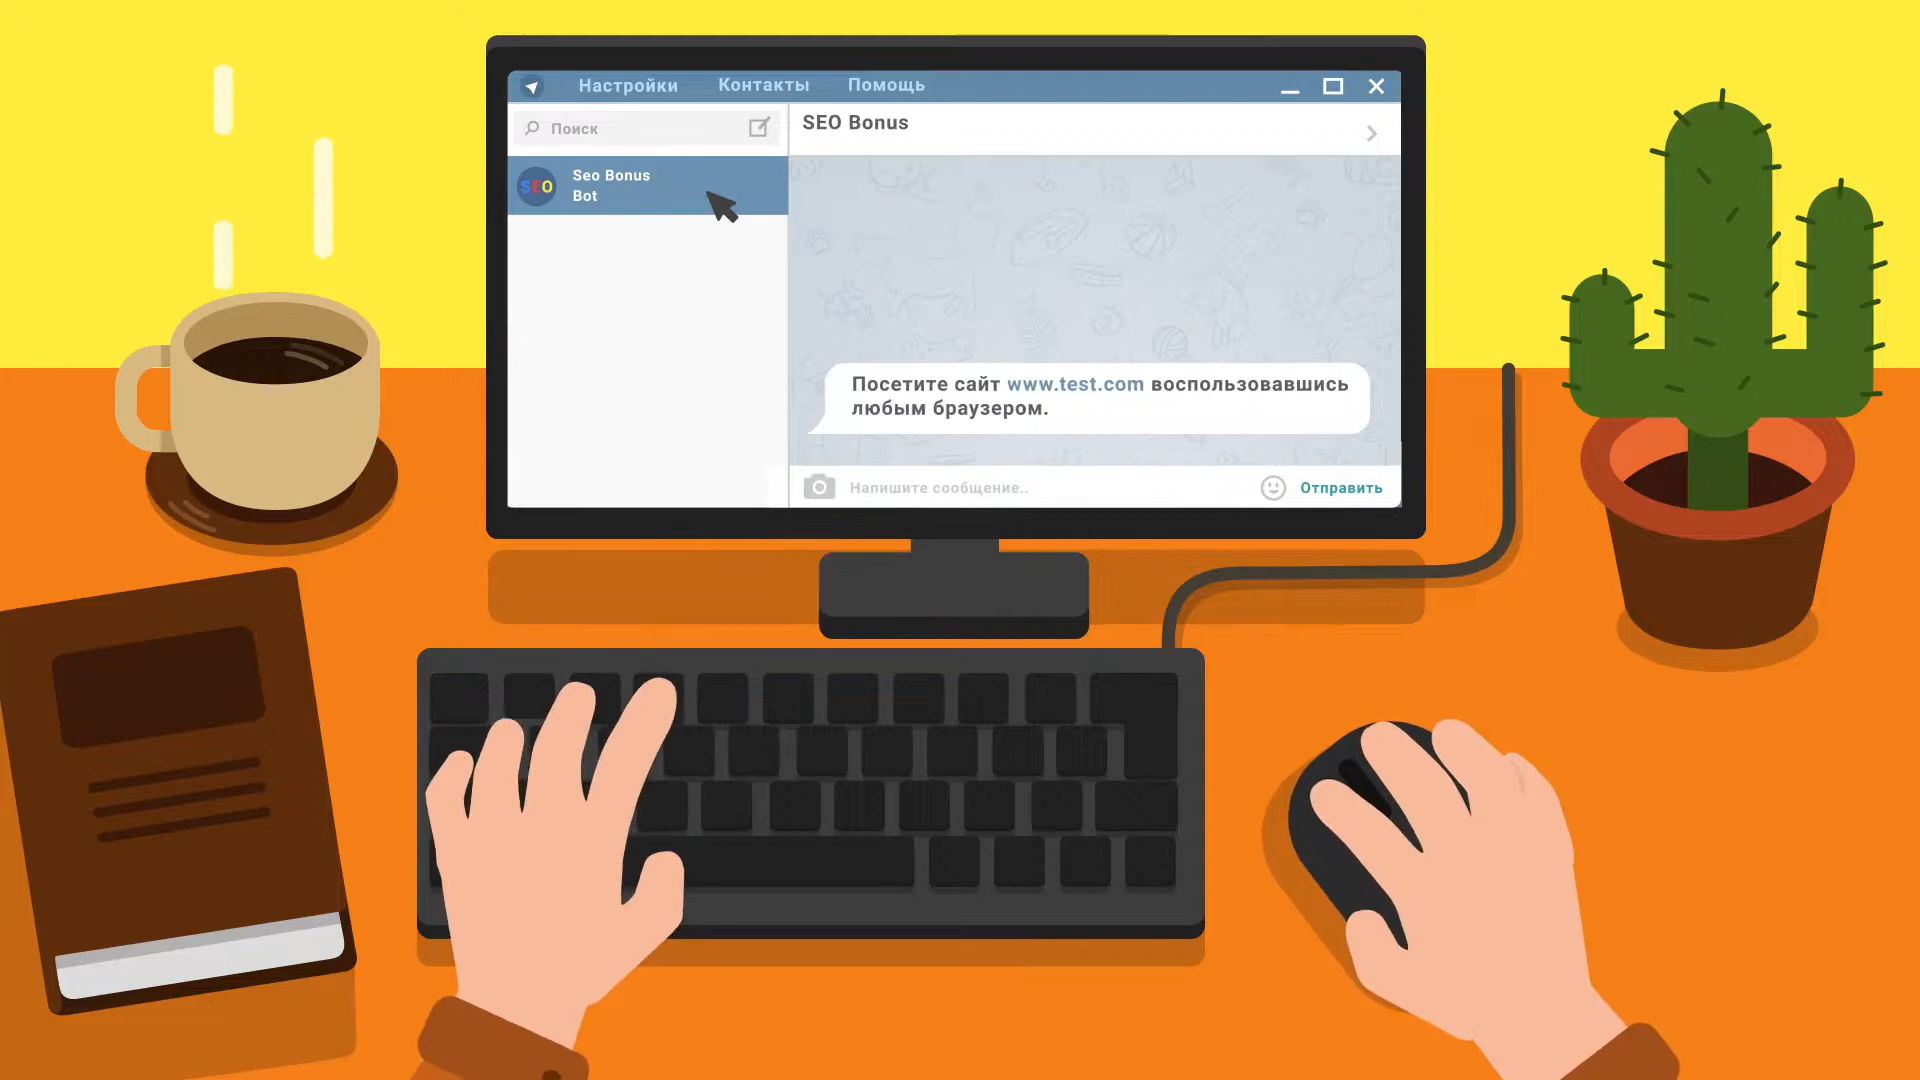 Настройки Контакты Помощь
Поиск
SEO Bonus
SEO
Seo Bonus
Bot
Посетите сайт www.test.com воспользовавшись
любым браузером.
Напишите сообщение..
Отправить